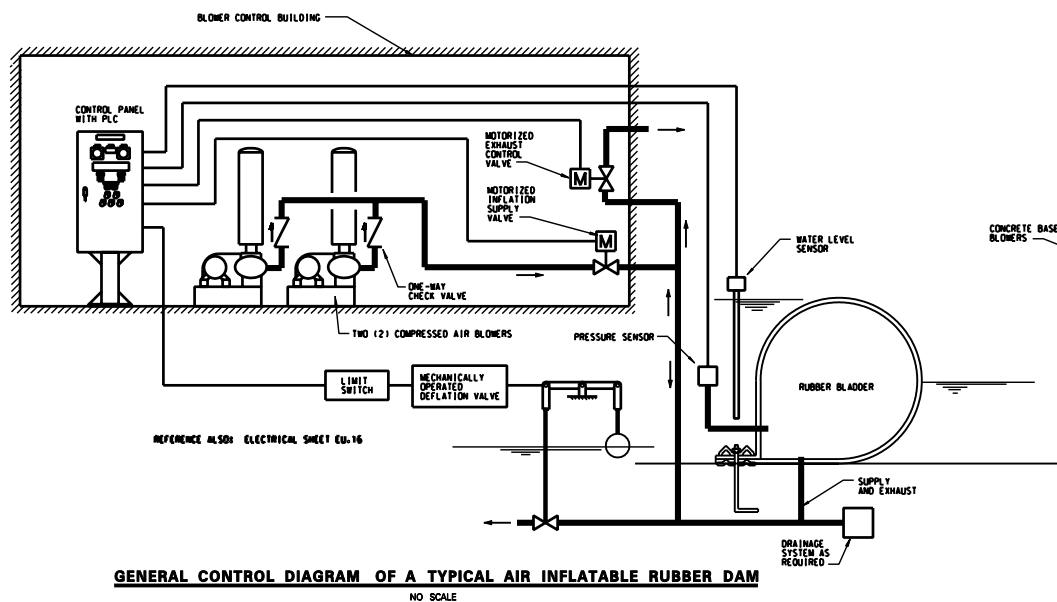 BLOWER CONTROL BUILDING
CONTROL PANEL
WITH PLC
MOTORIZED
EXHAUST
CONTROL
VALVE
M
MOTORIZED
INFLATION
SUPPLY
VALVE
M
WATER LEVEL
SENSOR
CONCRETE BASE
BLOWERS
ONE-WAY
CHECK VALVE
TWO (2) COMPRESSED AIR BLOWERS
PRESSURE SENSOR
RUBBER BLADDER
LIMIT
SWITCH
MECHANICALLY
OPERATED
DEFLATION VALVE
REFERENCE ALSO: ELECTRICAL SHEET EU.16
SUPPLY
AND EXHAUST
DRAINAGE
SYSTEM AS
REQUIRED
GENERAL CONTROL DIAGRAM OF A TYPICAL AIR INFLATABLE RUBBER DAM
NO SCALE